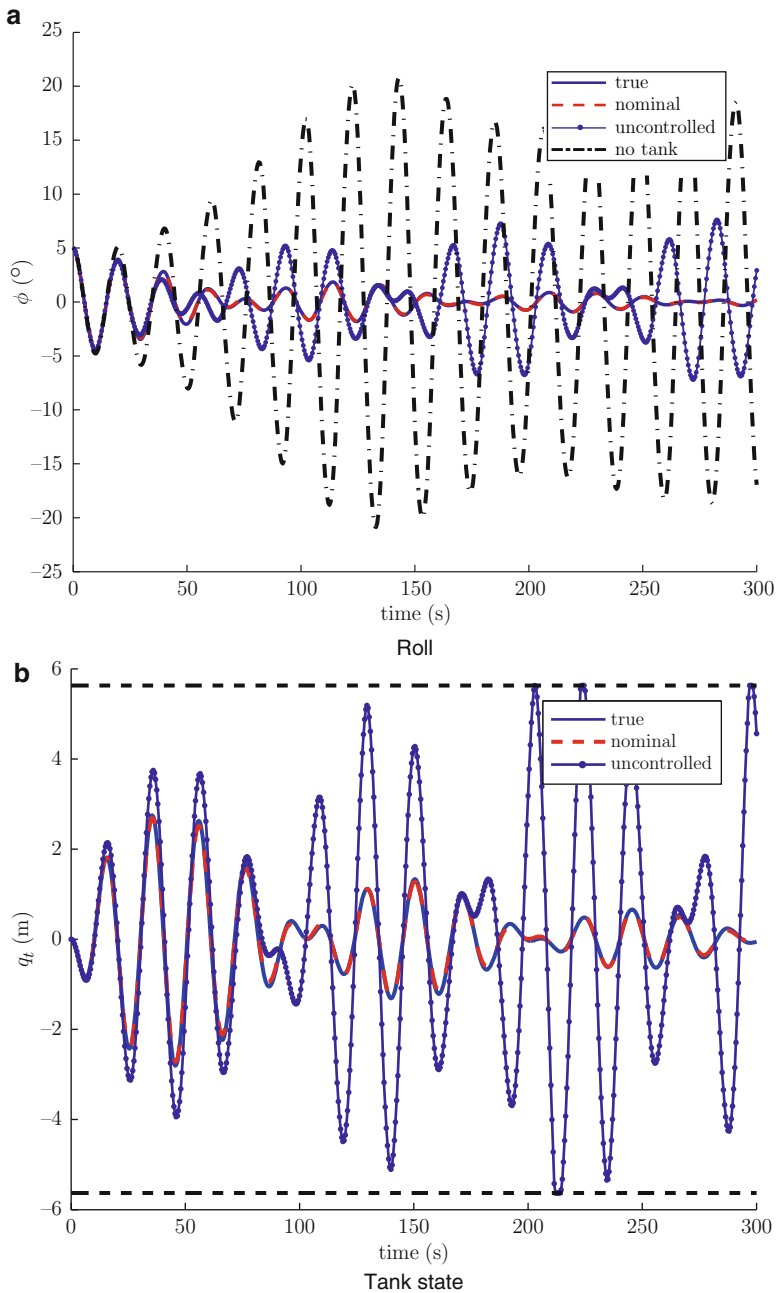 a
25
20
15
10
5
0
–5
–10
–15
–20
–25
ϕ (°)
true
nominal
uncontrolled
no tank
0 50 100 150 200 250 300
time (s)
Roll
b
6
4
2
0
–2
–4
–6
q_t (m)
true
nominal
uncontrolled
0 50 100 150 200 250 300
time (s)
Tank state